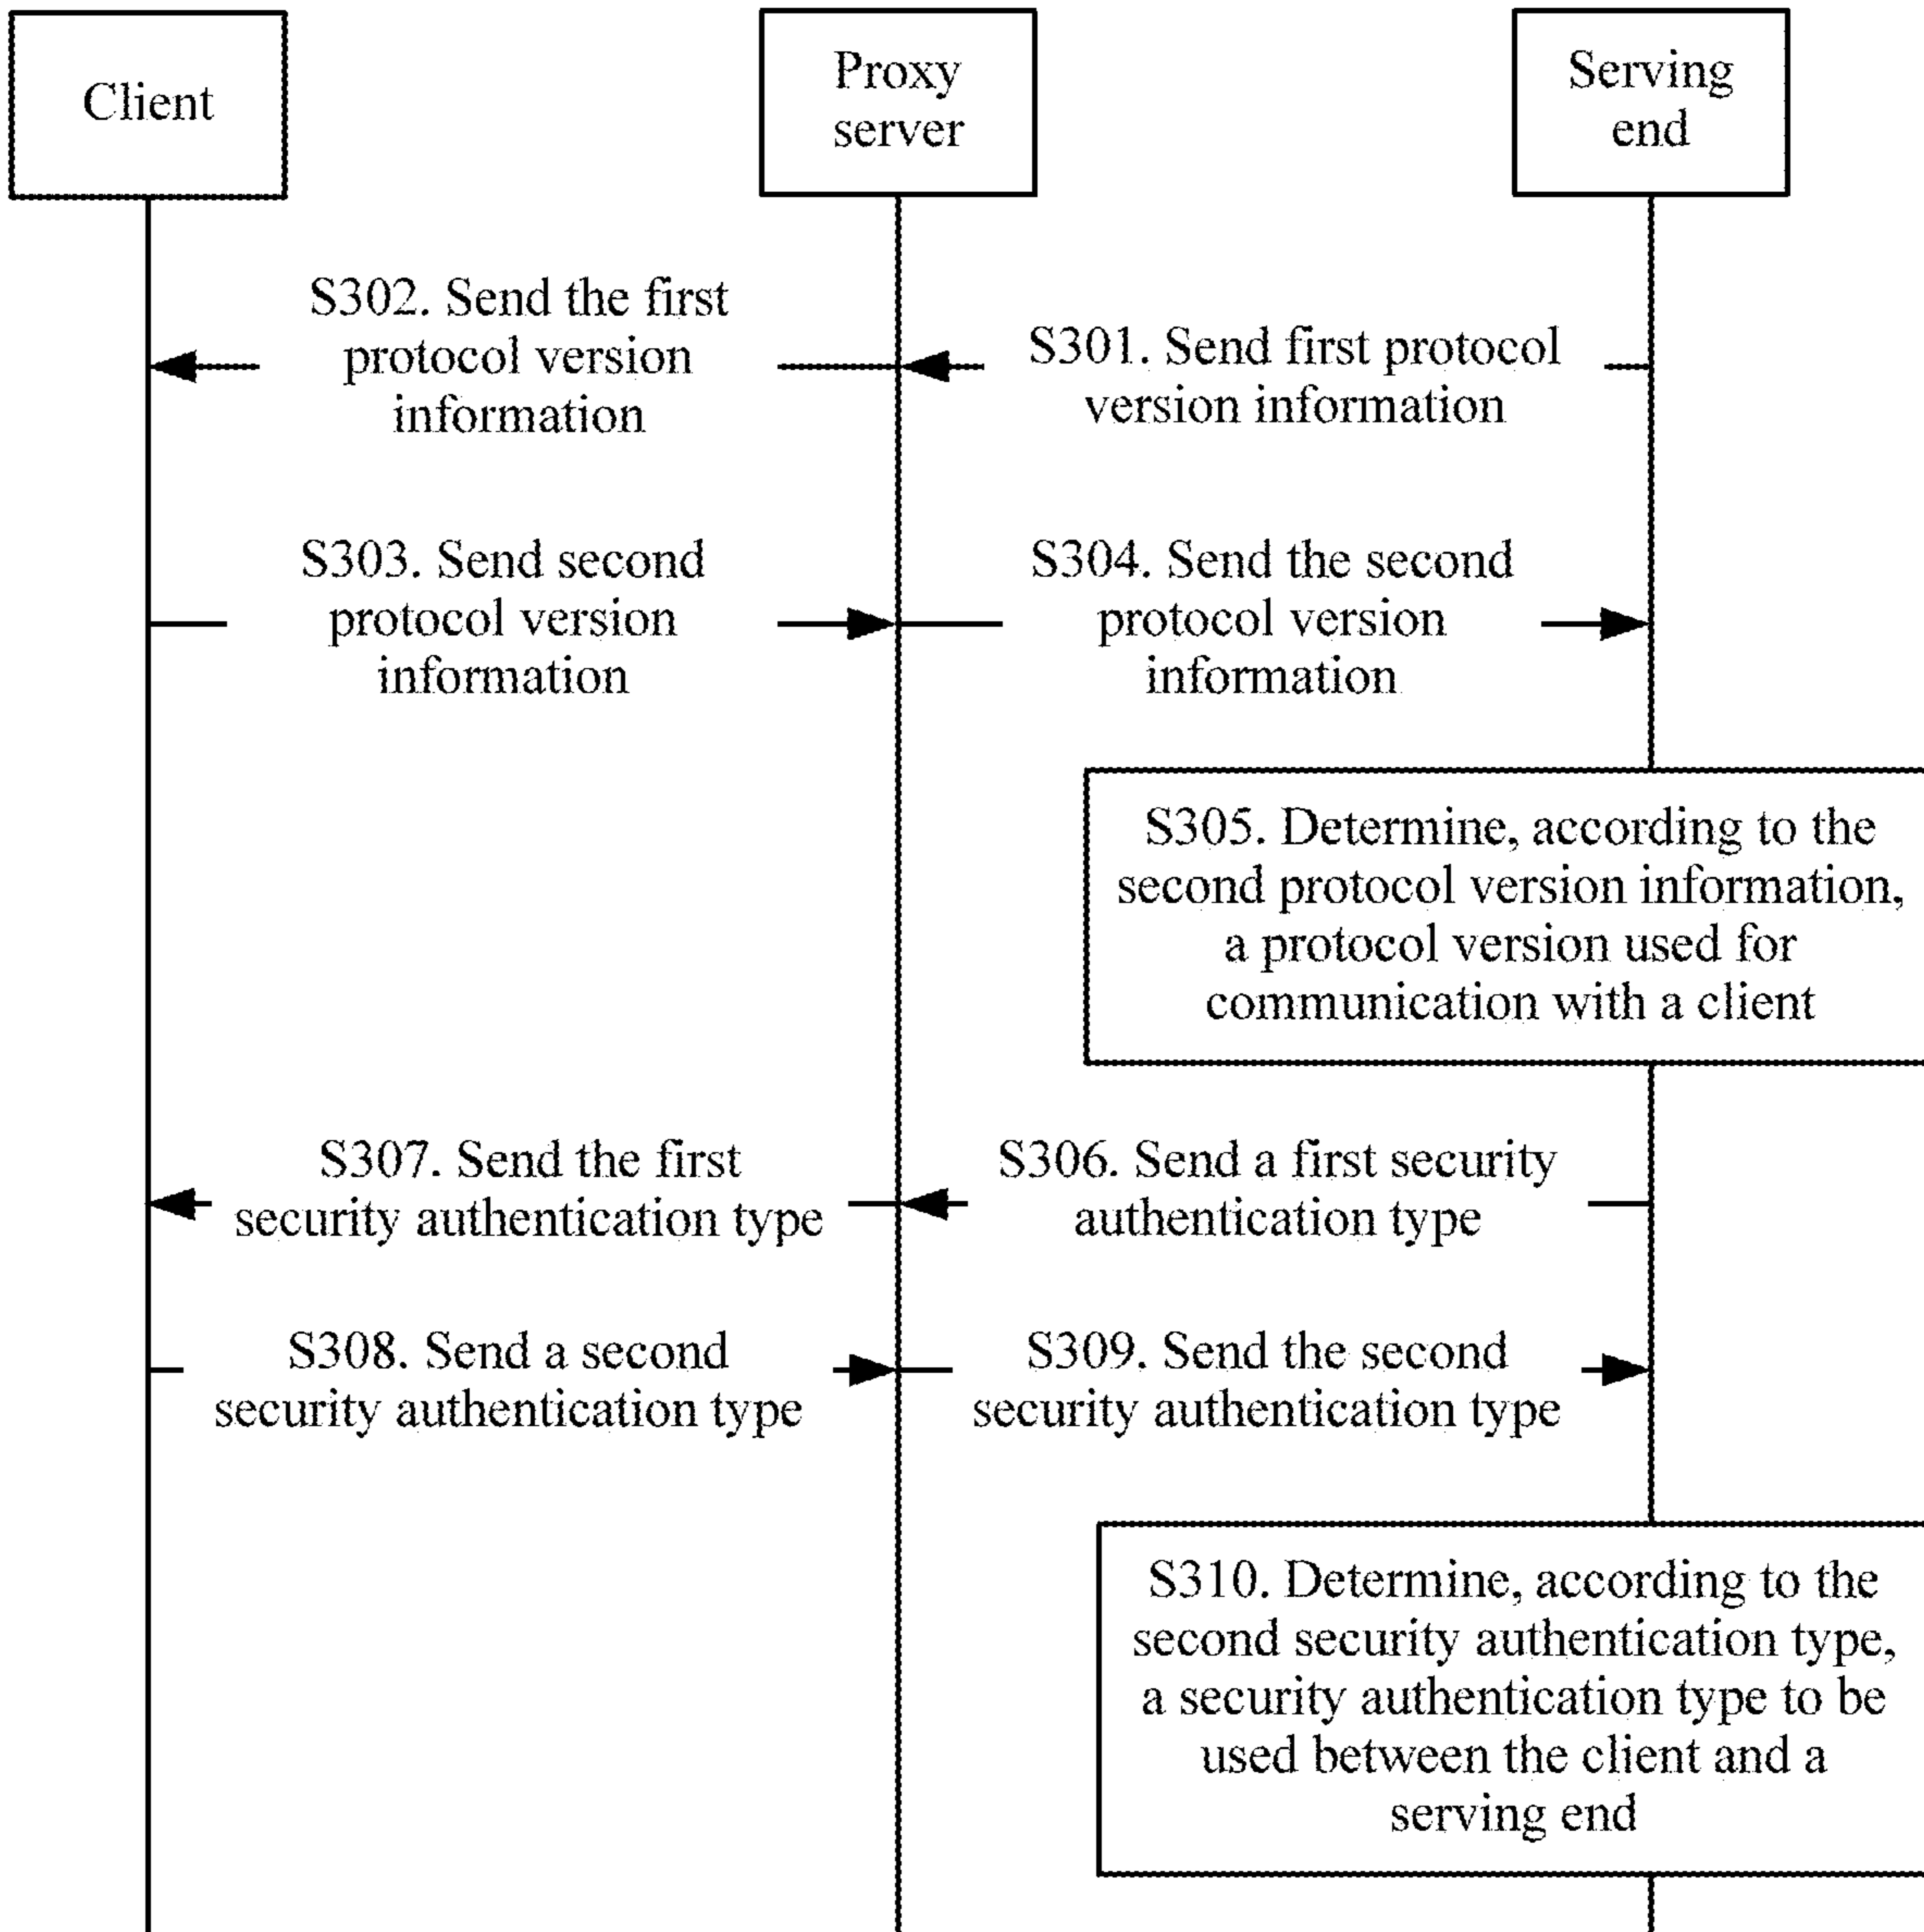 Client
Proxy
server
Serving
end
S302. Send the first
protocol version
information
S301. Send first protocol
version information
S303. Send second
protocol version
information
S304. Send the second
protocol version
information
S305. Determine, according to the
second protocol version information,
a protocol version used for
communication with a client
S307. Send the first
security authentication type
S306. Send a first security
authentication type
S308. Send a second
security authentication type
S309. Send the second
security authentication type
S310. Determine, according to the
second security authentication type,
a security authentication type to be
used between the client and a
serving end